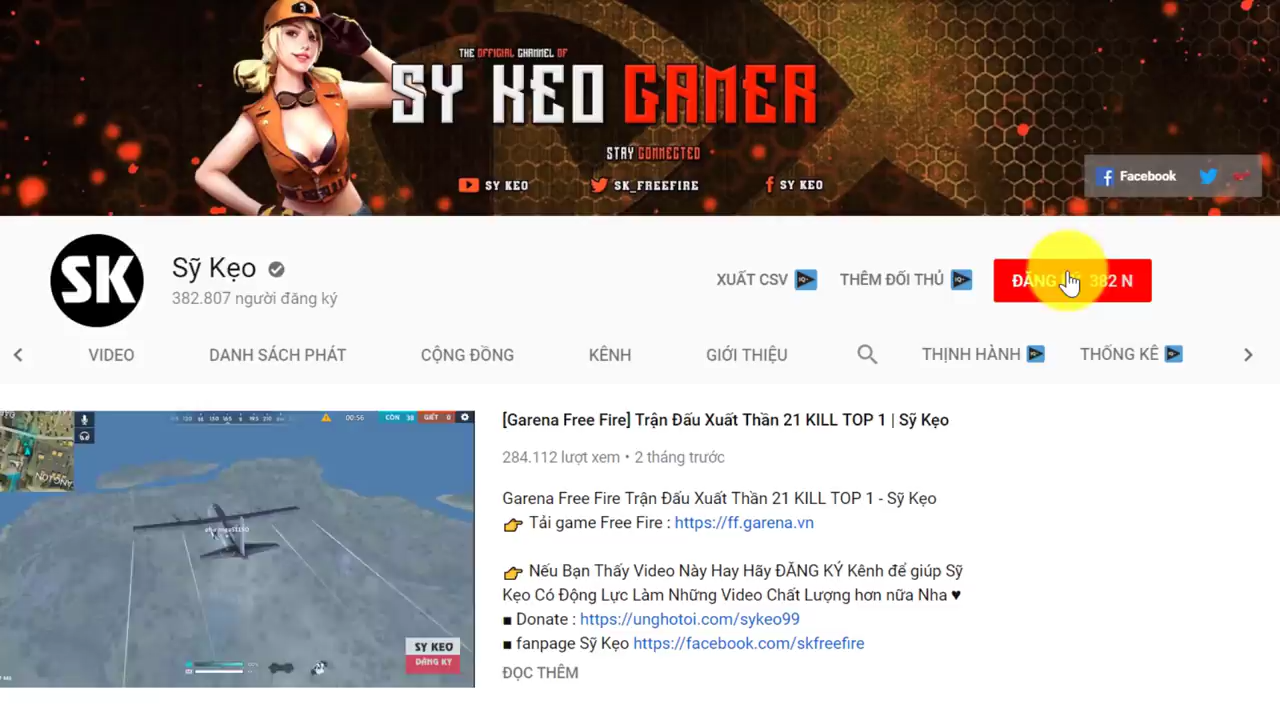 THE OFFICIAL CHANNEL OF
SY KEO GAMER
STAY CONNECTED
SY KEO
SK_FREEFIRE
SY KEO
Facebook
SK
Sỹ Kẹo
382.807 người đăng ký
XUẤT CSV
THÊM ĐỐI THỦ
382 N
VIDEO
DANH SÁCH PHÁT
CỘNG ĐỒNG
KÊNH
GIỚI THIỆU
THỊNH HÀNH
THỐNG KÊ
00:56
CÒN 38
GIẾT 0
SY KEO
ĐĂNG KÝ
[Garena Free Fire] Trận Đấu Xuất Thần 21 KILL TOP 1 | Sỹ Kẹo
284.112 lượt xem • 2 tháng trước
Garena Free Fire Trận Đấu Xuất Thần 21 KILL TOP 1 - Sỹ Kẹo
👉 Tải game Free Fire : https://ff.garena.vn
👉 Nếu Bạn Thấy Video Này Hay Hãy ĐĂNG KÝ Kênh để giúp Sỹ
Kẹo Có Động Lực Làm Những Video Chất Lượng hơn nữa Nha ♥
■ Donate : https://unghotoi.com/sykeo99
■ fanpage Sỹ Kẹo https://facebook.com/skfreefire
ĐỌC THÊM